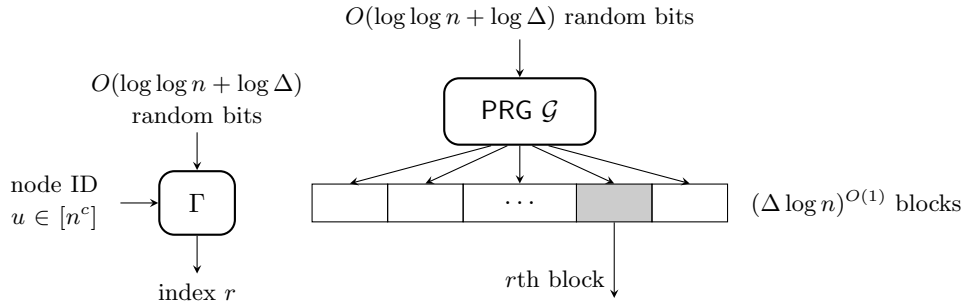 O(log log n + log Δ) random bits
O(log log n + log Δ)
random bits
PRG 𝒢
node ID
u ∈ [n^c]
Γ
⋯
(Δ log n)^{O(1)} blocks
index r
rth block